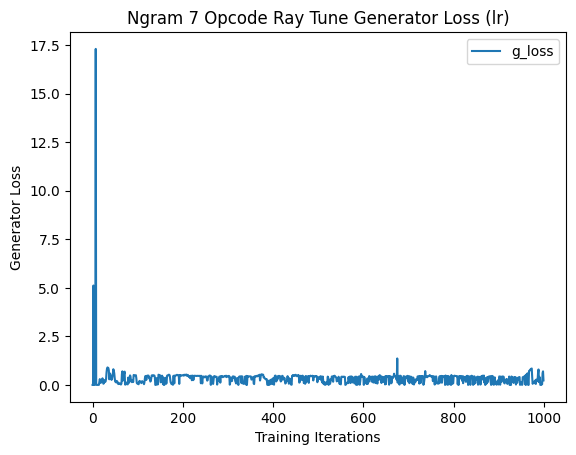 Ngram 7 Opcode Ray Tune Generator Loss (lr)
g_loss
17.5
15.0
12.5
10.0
7.5
5.0
2.5
0.0
Generator Loss
0 200 400 600 800 1000
Training Iterations